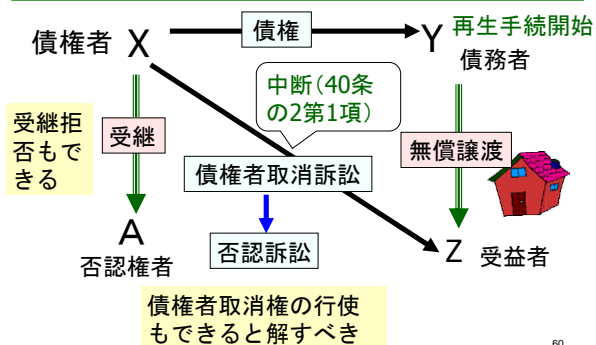 債権者 X
債権
Y 再生手続開始
債務者
中断（40条
の2第1項）
受継拒
否もで
きる
受継
無償譲渡
債権者取消訴訟
A
否認権者
否認訴訟
Z 受益者
債権者取消権の行使
もできると解すべき
60